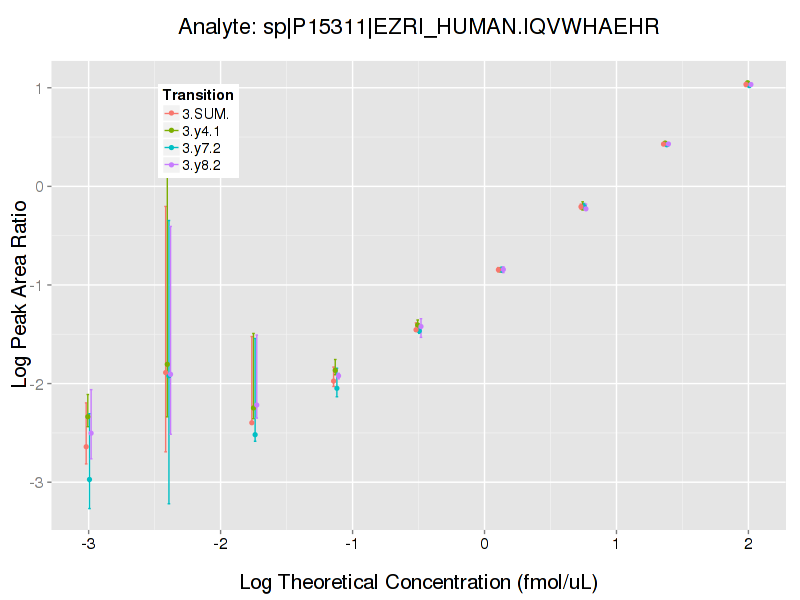 Analyte: sp|P15311|EZRI_HUMAN.IQVWHAEHR
Log Peak Area Ratio
1
0
-1
-2
-3
Transition
3.SUM.
3.y4.1
3.y7.2
3.y8.2
-3 -2 -1 0 1 2
Log Theoretical Concentration (fmol/uL)